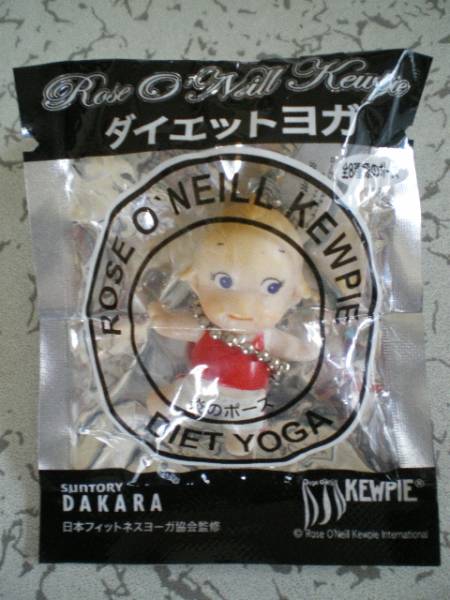 Rose O'Neill Kewpie
ダイエットヨガ
ROSE O'NEILL KEWPIE
のポーズ
DIET YOGA
SUNTORY
DAKARA
日本フィットネスヨーガ協会監修
KEWPIE®
© Rose O'Neill Kewpie International